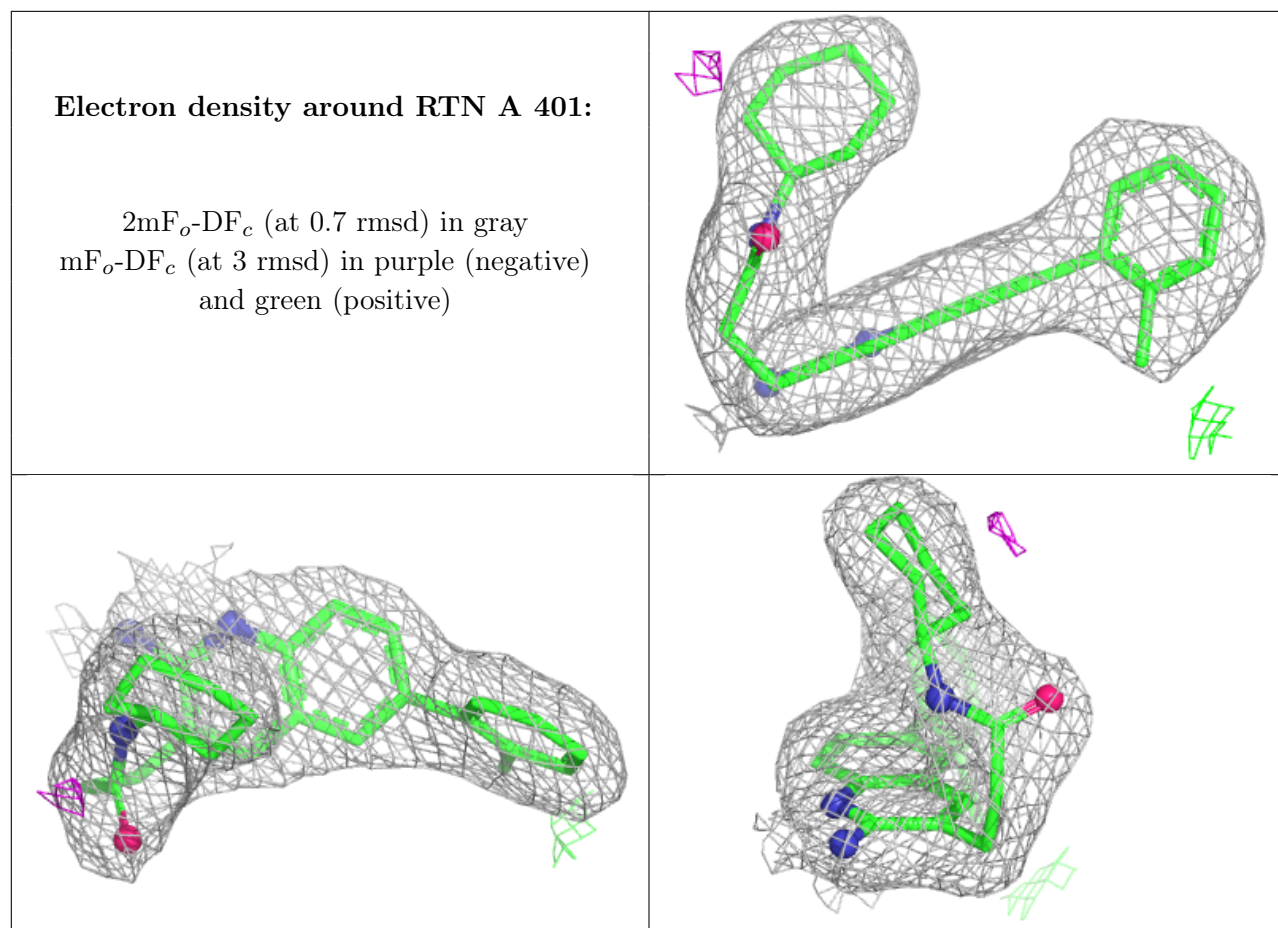 Electron density around RTN A 401:
2mFo-DFc (at 0.7 rmsd) in gray
mFo-DFc (at 3 rmsd) in purple (negative)
and green (positive)